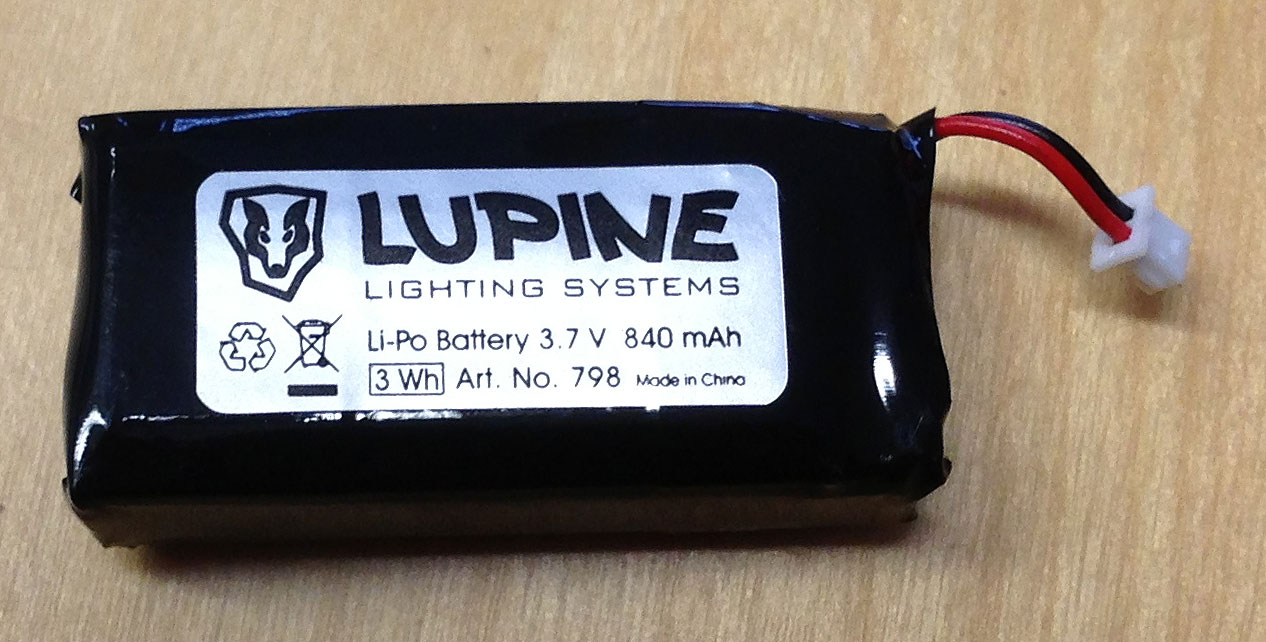 LUPINE
LIGHTING SYSTEMS
Li-Po Battery 3.7 V 840 mAh
3 Wh Art. No. 798 Made in China